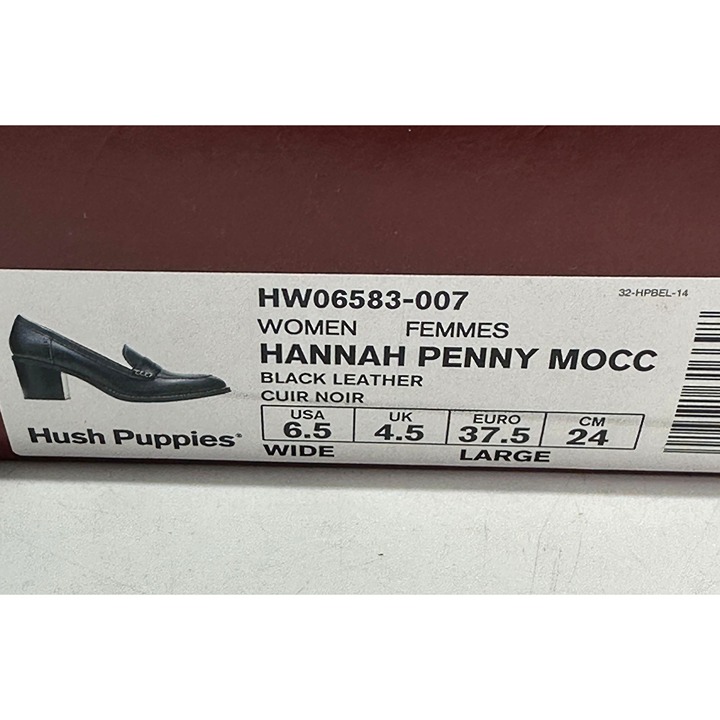 HW06583-007
32-HPBEL-14
WOMEN FEMMES
HANNAH PENNY MOCC
BLACK LEATHER
CUIR NOIR
USA UK EURO CM
6.5 4.5 37.5 24
WIDE LARGE
Hush Puppies®